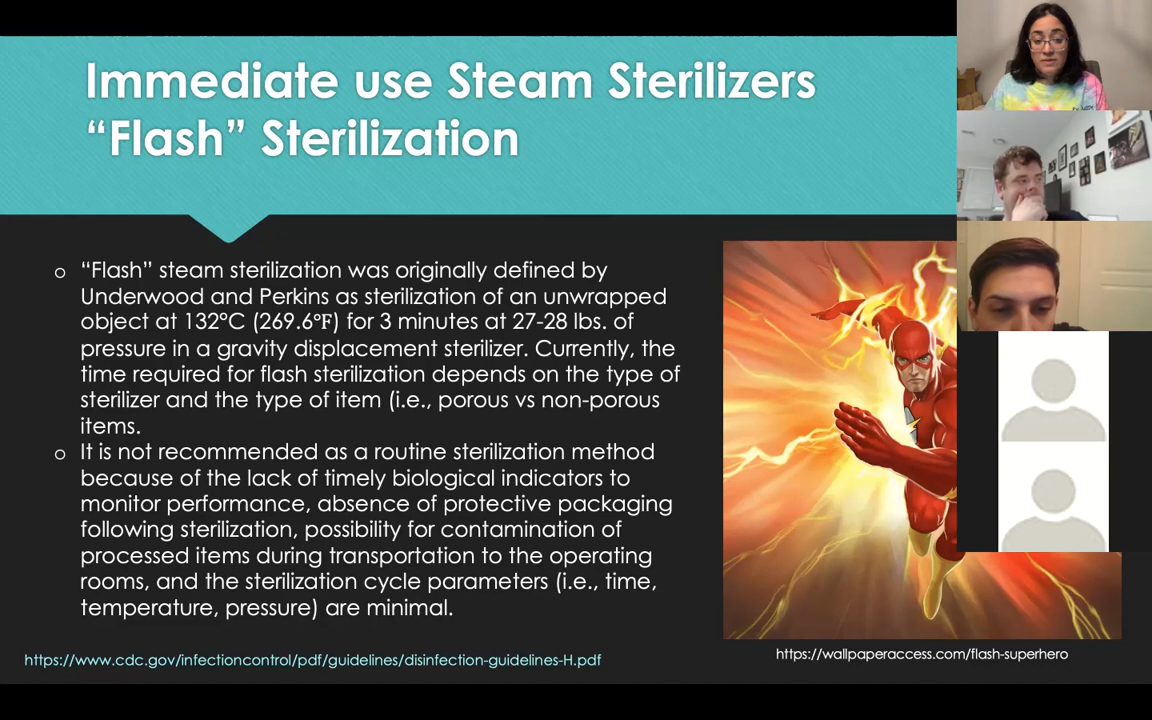 Immediate use Steam Sterilizers
“Flash” Sterilization
o “Flash” steam sterilization was originally defined by
Underwood and Perkins as sterilization of an unwrapped
object at 132°C (269.6°F) for 3 minutes at 27-28 lbs. of
pressure in a gravity displacement sterilizer. Currently, the
time required for flash sterilization depends on the type of
sterilizer and the type of item (i.e., porous vs non-porous
items.
o It is not recommended as a routine sterilization method
because of the lack of timely biological indicators to
monitor performance, absence of protective packaging
following sterilization, possibility for contamination of
processed items during transportation to the operating
rooms, and the sterilization cycle parameters (i.e., time,
temperature, pressure) are minimal.
https://www.cdc.gov/infectioncontrol/pdf/guidelines/disinfection-guidelines-H.pdf
https://wallpaperaccess.com/flash-superhero